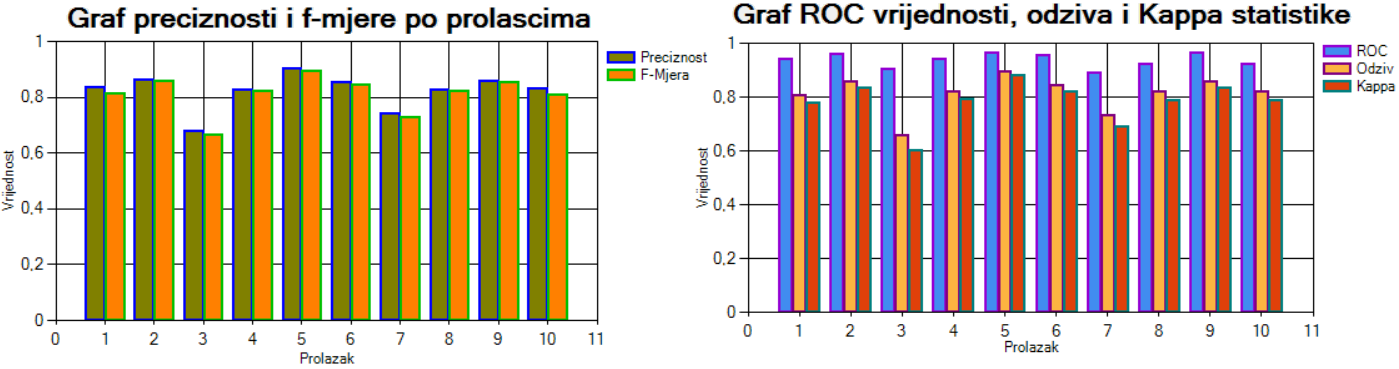 Graf preciznosti i f-mjere po prolascima
1
0,8
0,6
0,4
0,2
0
Vrijednost
0 1 2 3 4 5 6 7 8 9 10 11
Prolazak
Preciznost
F-Mjera
Graf ROC vrijednosti, odziva i Kappa statistike
1
0,8
0,6
0,4
0,2
0
Vrijednost
0 1 2 3 4 5 6 7 8 9 10 11
Prolazak
ROC
Odziv
Kappa